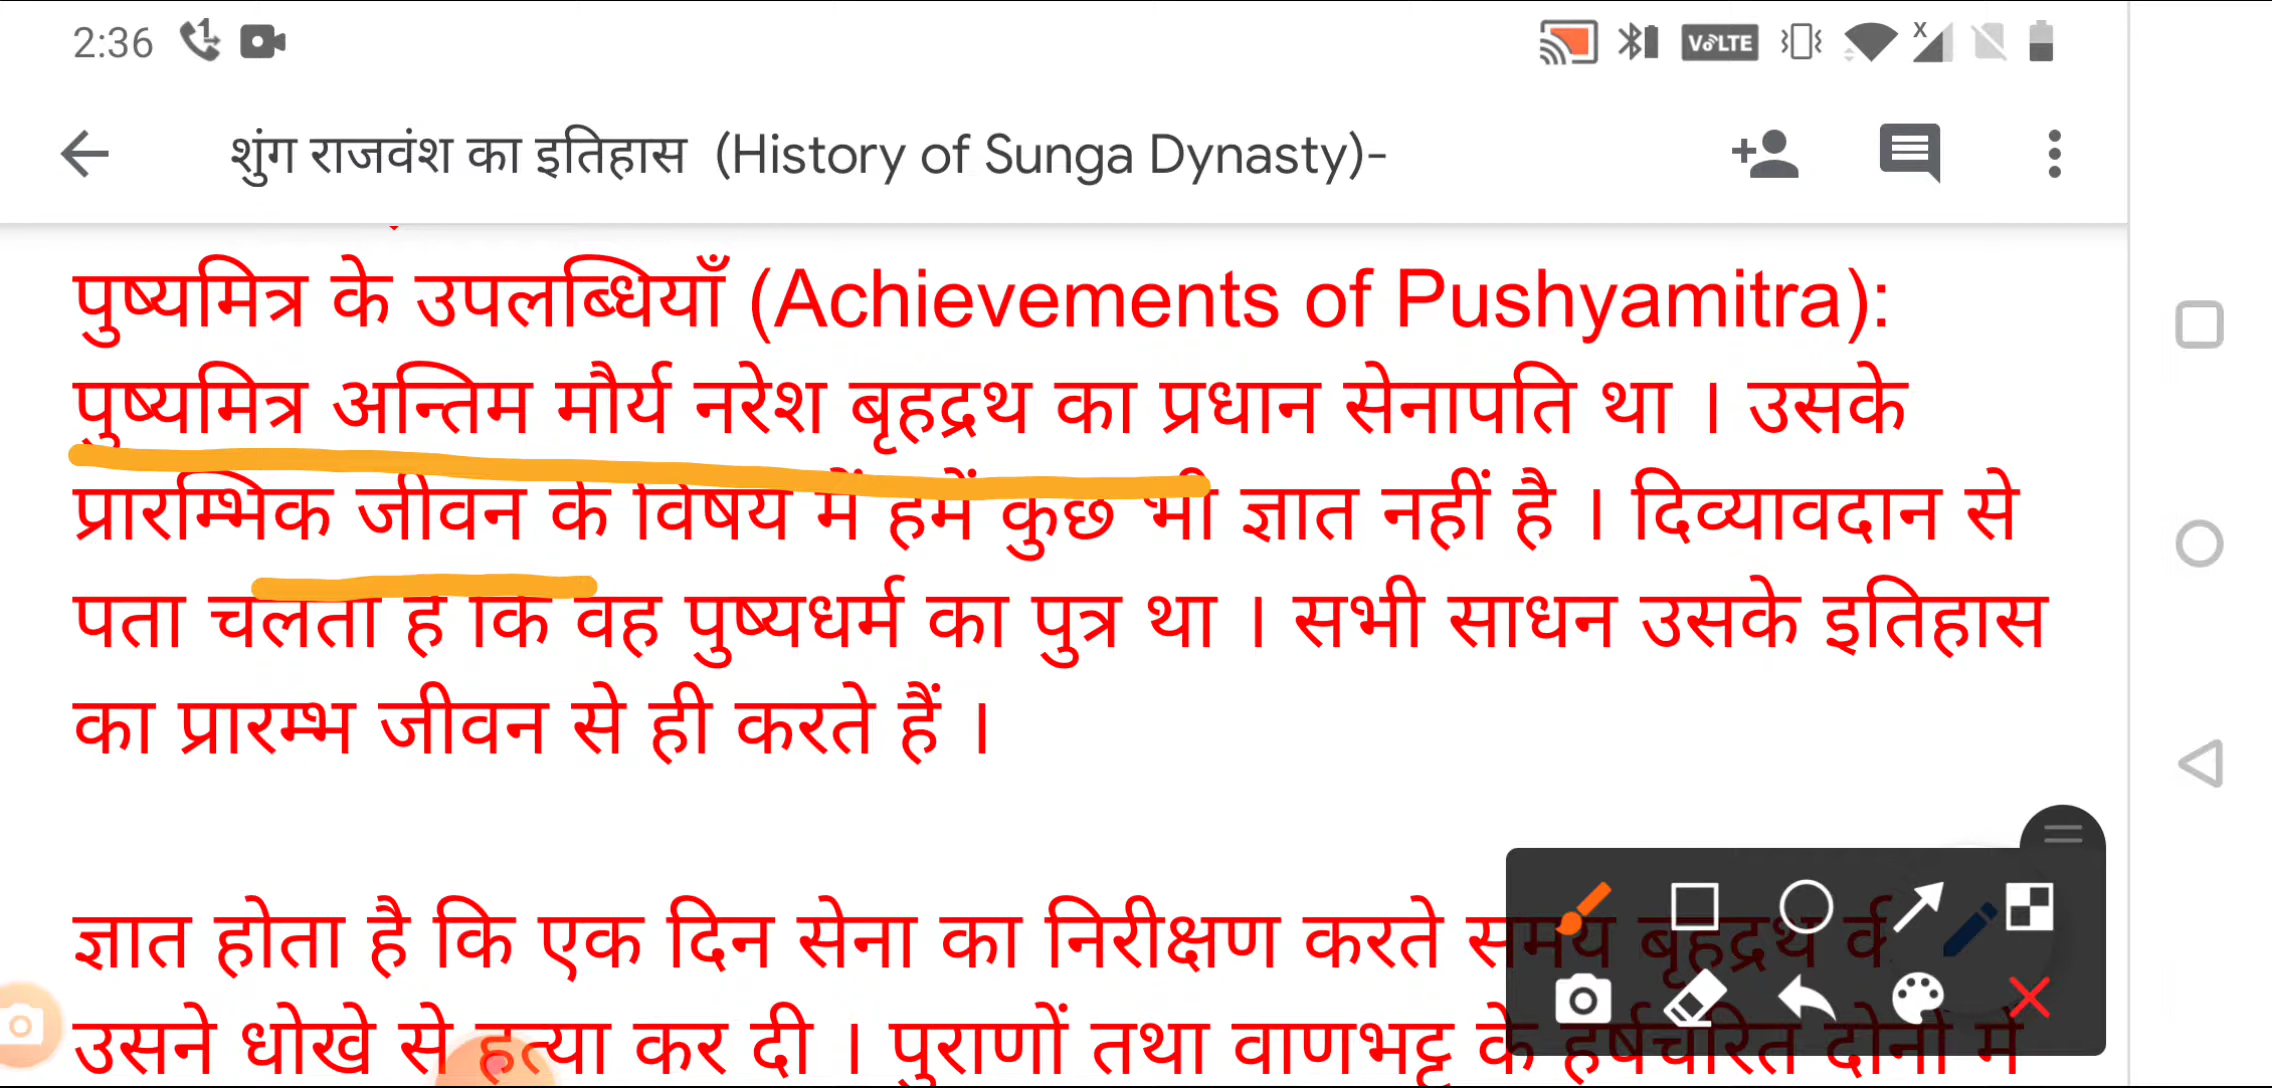 2:36
VoLTE
शुंग राजवंश का इतिहास (History of Sunga Dynasty)-
पुष्यमित्र के उपलब्धियाँ (Achievements of Pushyamitra):
पुष्यमित्र अन्तिम मौर्य नरेश बृहद्रथ का प्रधान सेनापति था । उसके
प्रारम्भिक जीवन के विषय में हमें कुछ भी ज्ञात नहीं है । दिव्यावदान से
पता चलता है कि वह पुष्यधर्म का पुत्र था । सभी साधन उसके इतिहास
का प्रारम्भ जीवन से ही करते हैं ।
ज्ञात होता है कि एक दिन सेना का निरीक्षण करते समय बृहद्रथ
उसने धोखे से हत्या कर दी । पुराणों तथा वाणभट्ट के हर्षचरित दोनों में